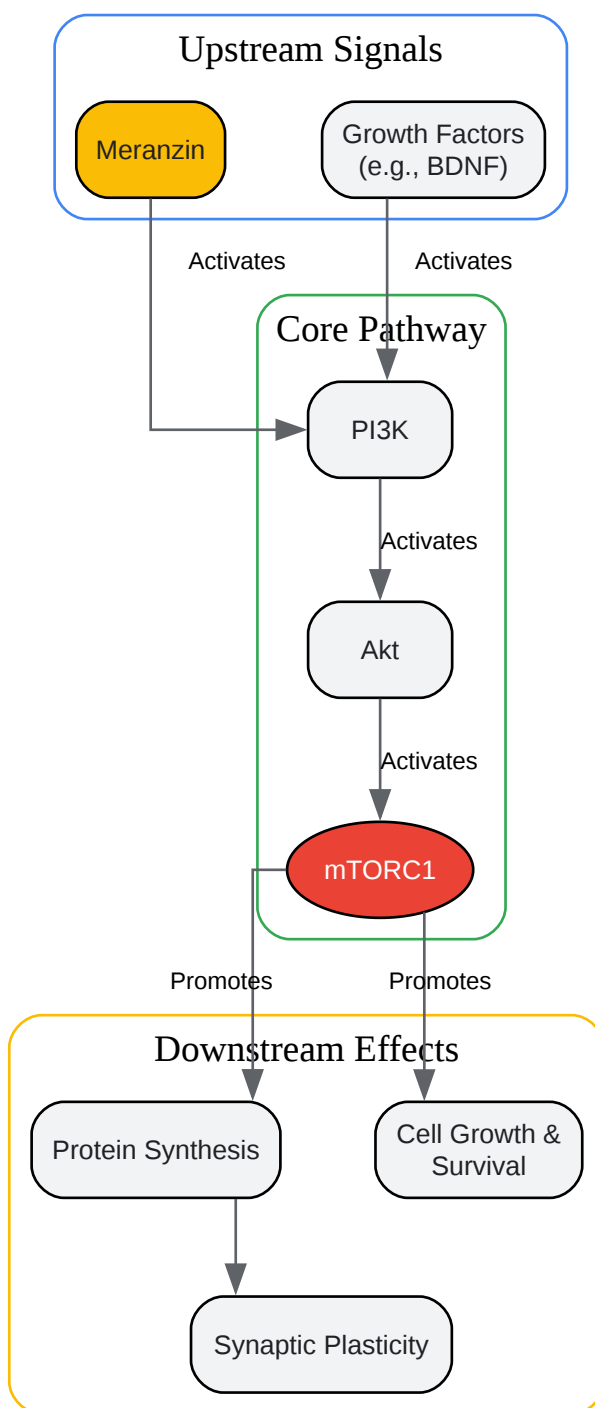 Upstream Signals
Meranzin
Growth Factors
(e.g., BDNF)
Activates
Activates
Core Pathway
PI3K
Activates
Akt
Activates
mTORC1
Promotes
Promotes
Downstream Effects
Protein Synthesis
Cell Growth &
Survival
Synaptic Plasticity